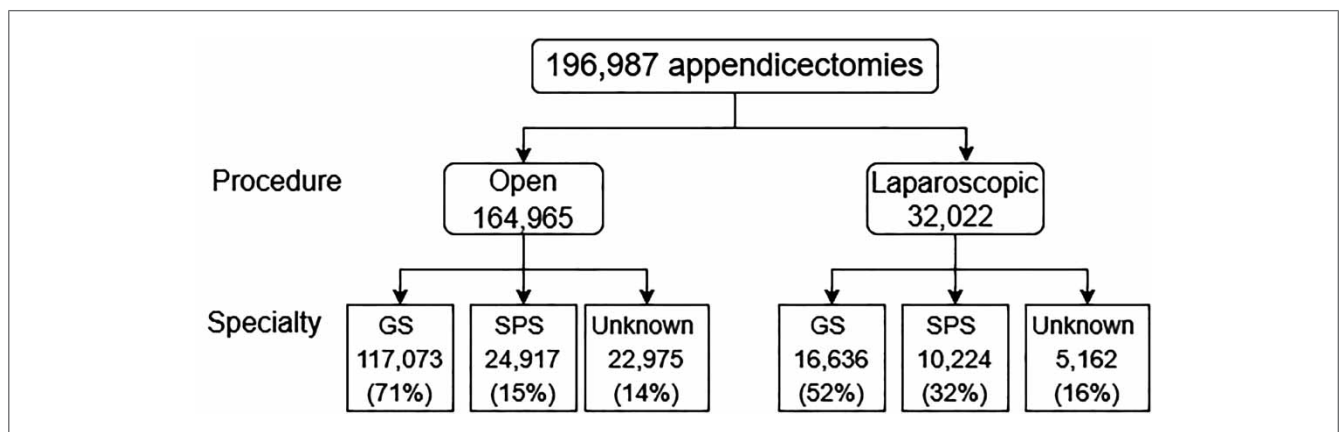 196,987 appendicectomies
Procedure
Open
164,965
Laparoscopic
32,022
Specialty
GS
117,073
(71%)
SPS
24,917
(15%)
Unknown
22,975
(14%)
GS
16,636
(52%)
SPS
10,224
(32%)
Unknown
5,162
(16%)